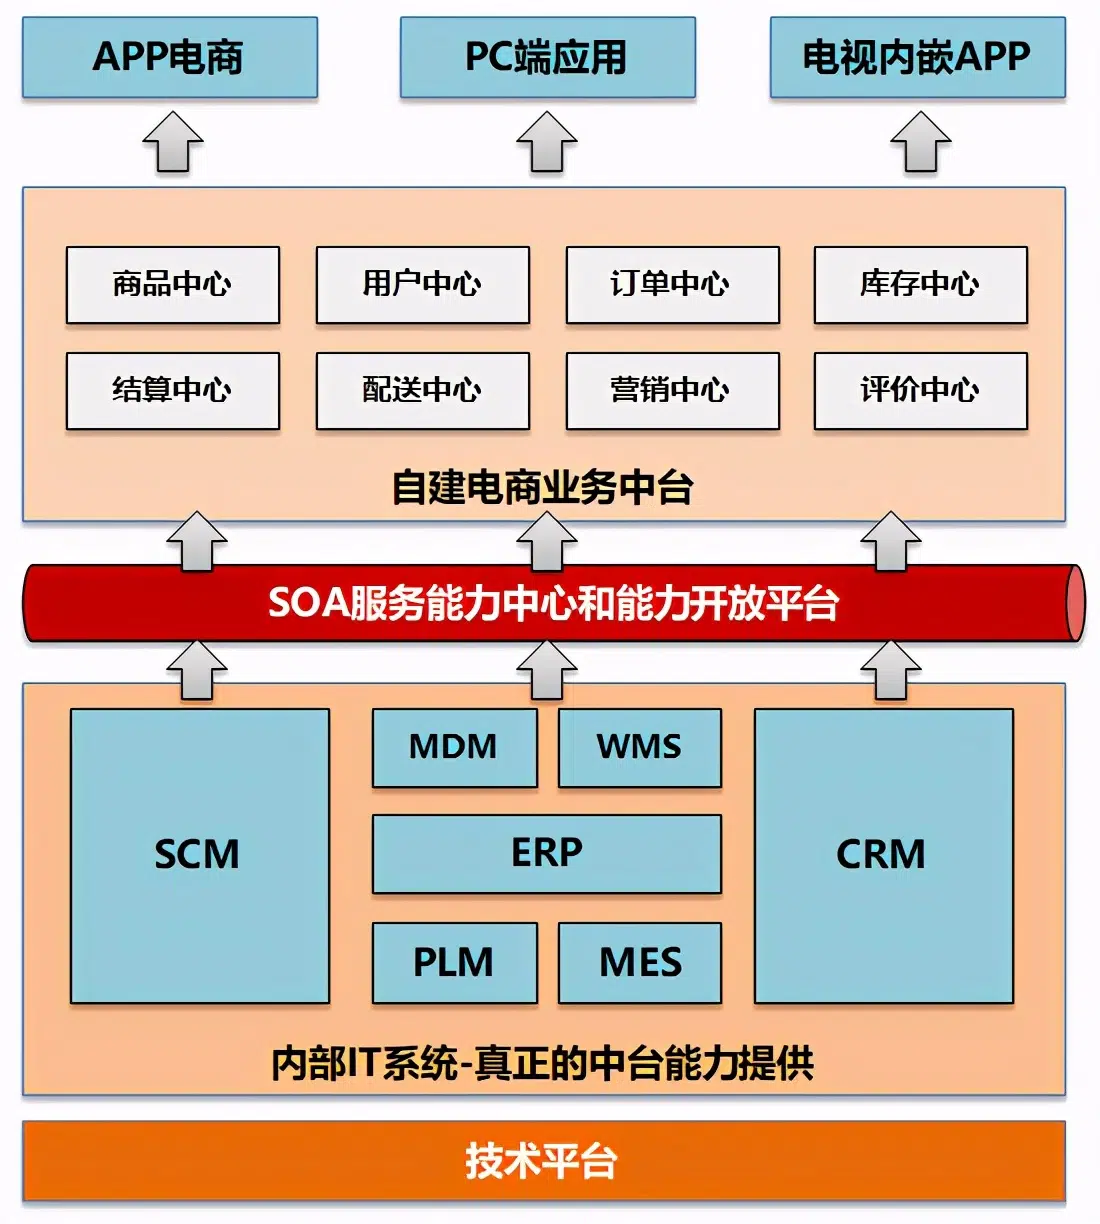 APP电商
PC端应用
电视内嵌APP
商品中心
用户中心
订单中心
库存中心
结算中心
配送中心
营销中心
评价中心
自建电商业务中台
SOA服务能力中心和能力开放平台
SCM
MDM
WMS
ERP
PLM
MES
CRM
内部IT系统-真正的中台能力提供
技术平台